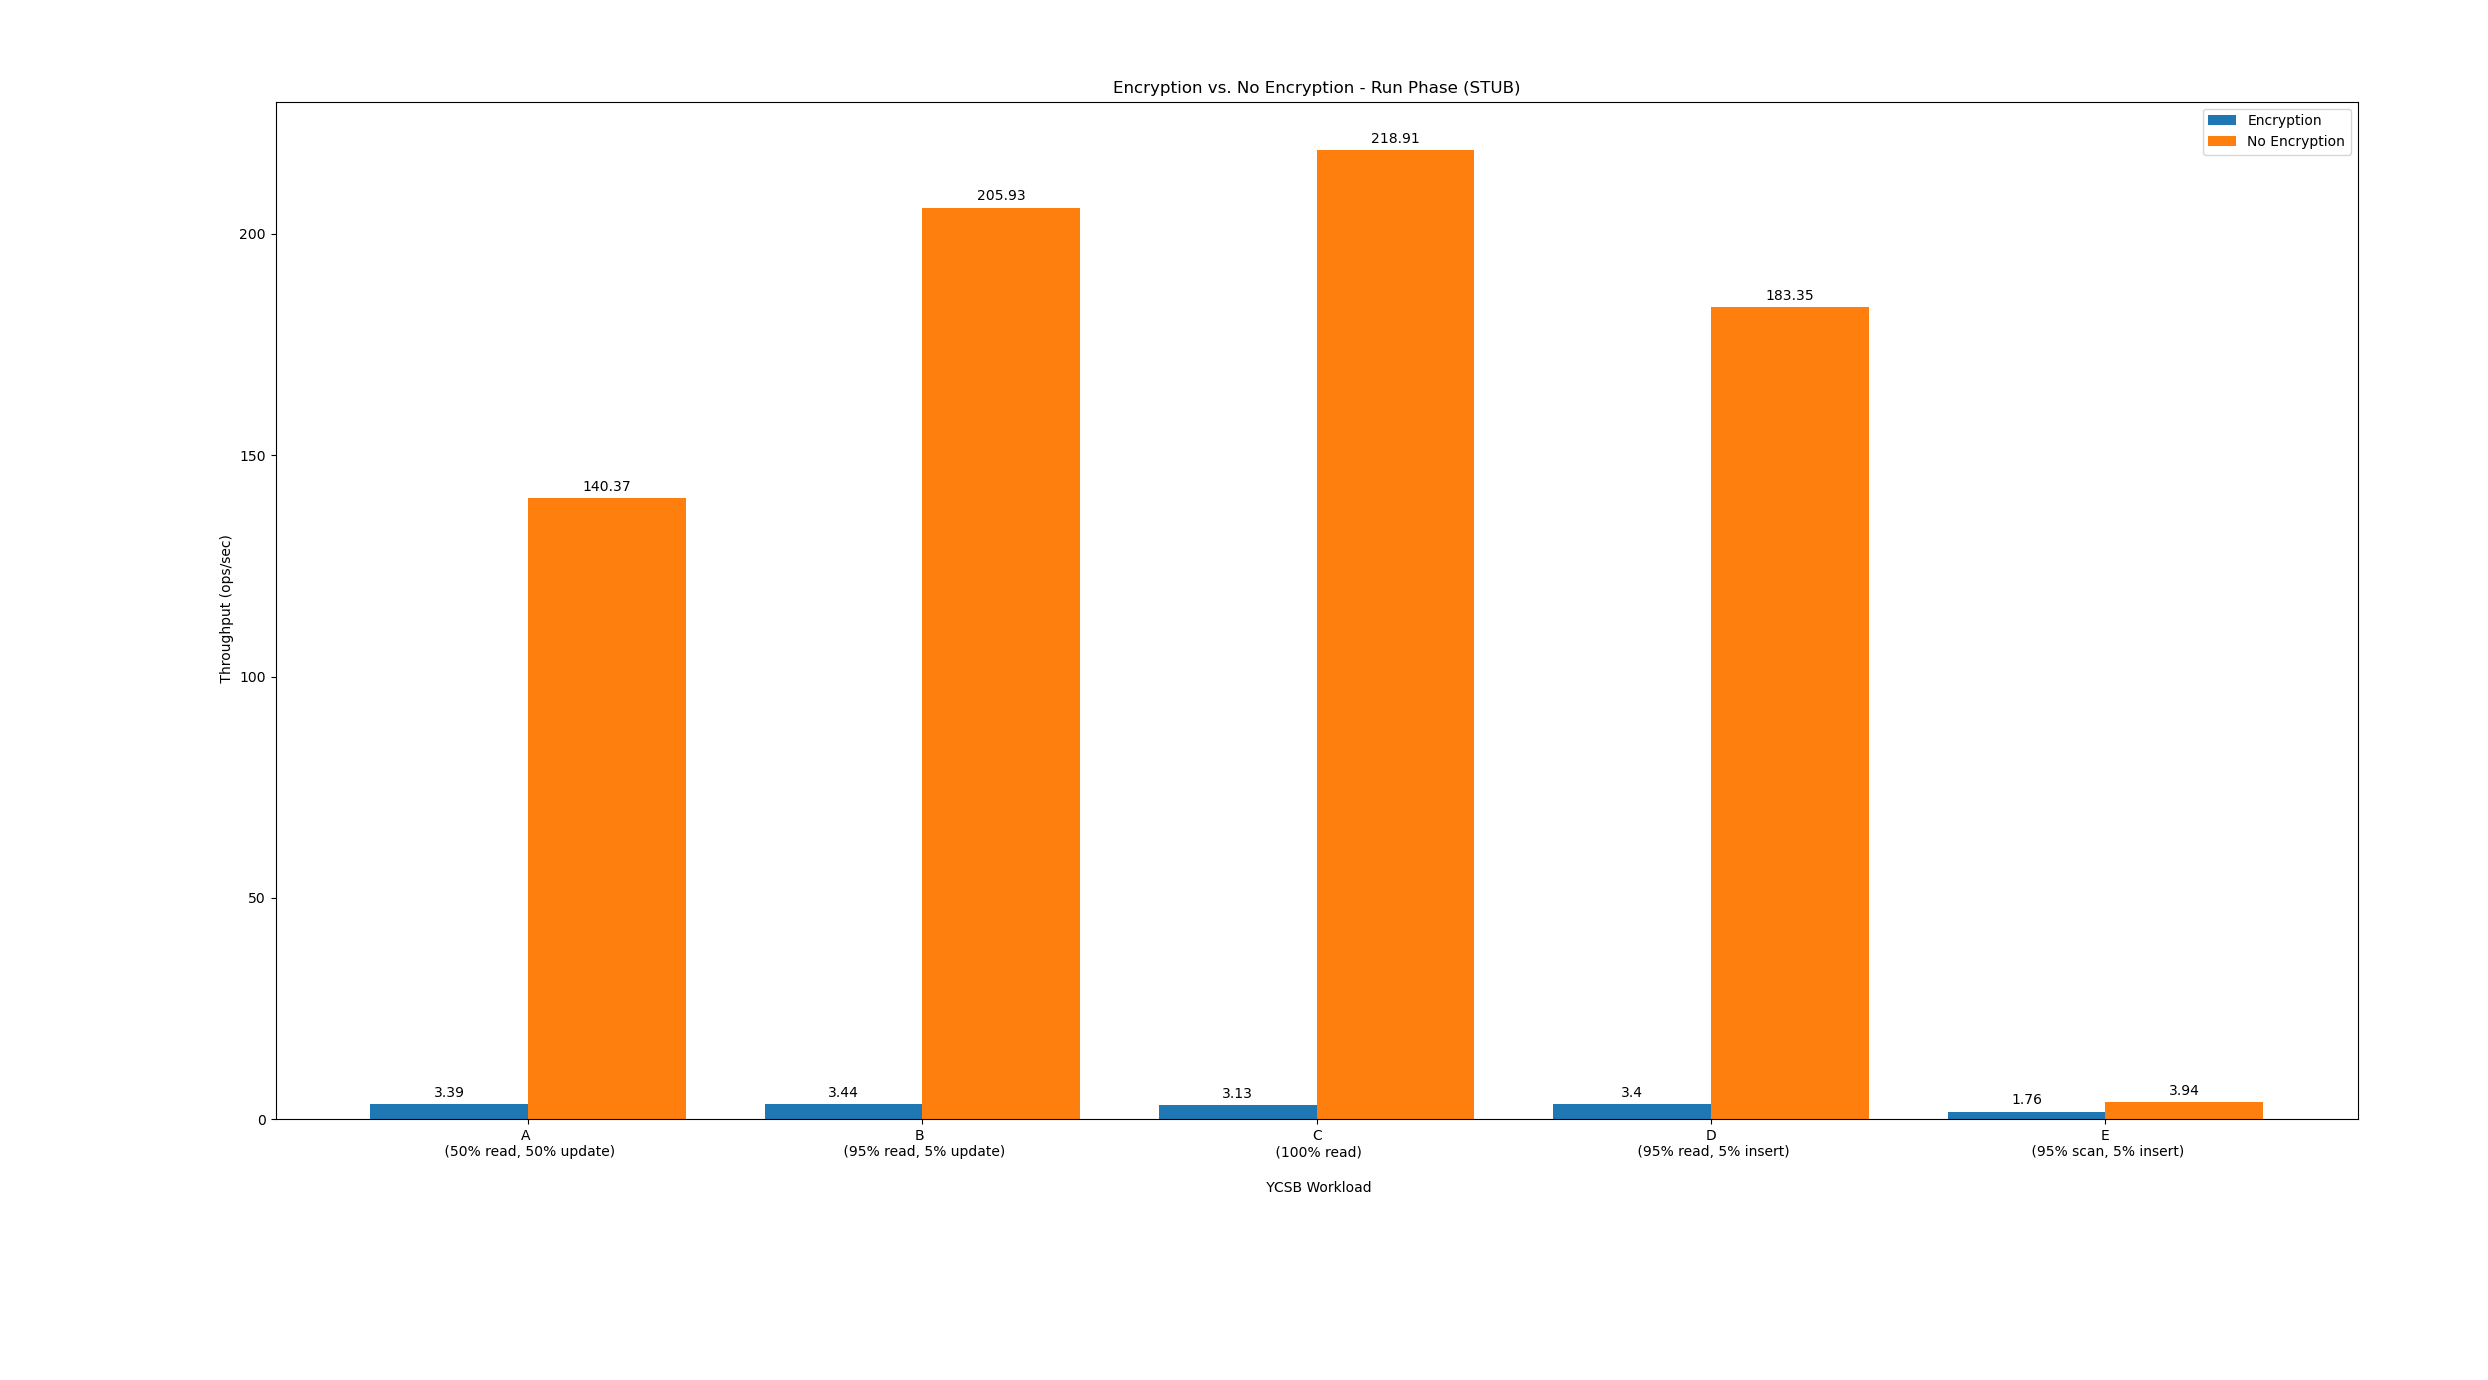 Encryption vs. No Encryption - Run Phase (STUB)
Encryption
No Encryption
218.91
205.93
183.35
140.37
3.39
3.44
3.13
3.4
1.76
3.94
200
150
100
50
0
Throughput (ops/sec)
A
(50% read, 50% update)
B
(95% read, 5% update)
C
(100% read)
D
(95% read, 5% insert)
E
(95% scan, 5% insert)
YCSB Workload